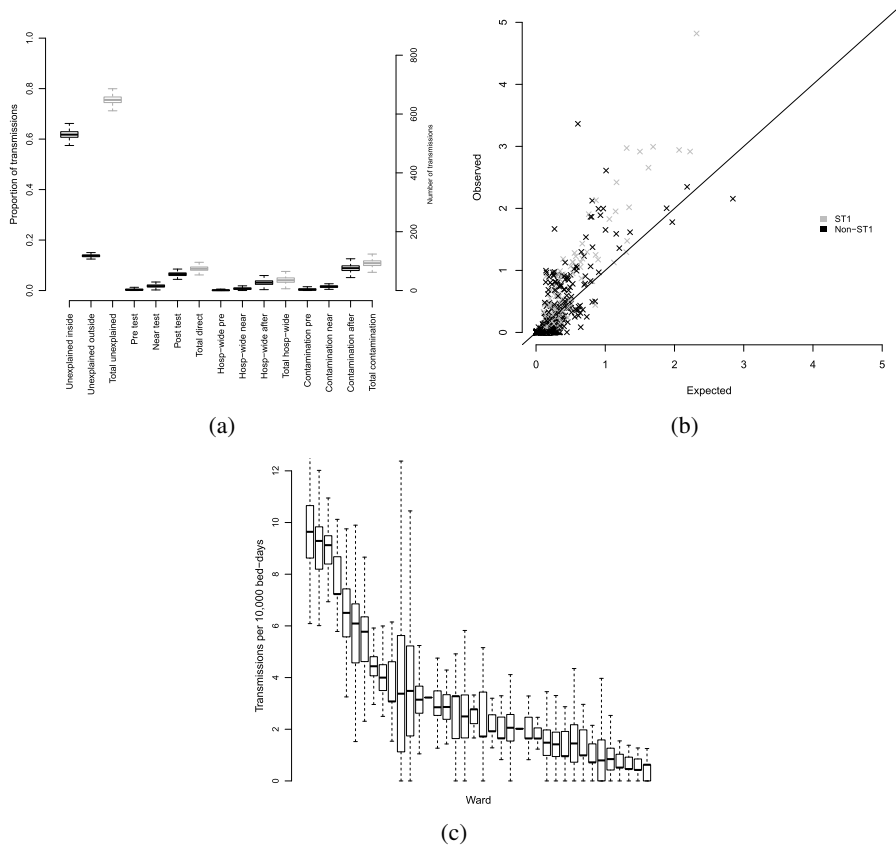 1.0
0.8
0.6
0.4
0.2
0.0
Proportion of transmissions
800
600
400
200
0
Number of transmissions
Unexplained inside
Unexplained outside
Total unexplained
Pre test
Near test
Post test
Total direct
Hosp-wide pre
Hosp-wide near
Hosp-wide after
Total hosp-wide
Contamination pre
Contamination near
Contamination after
Total contamination
(a)
5
4
3
2
1
0
Observed
ST1
Non-ST1
0 1 2 3 4 5
Expected
(b)
12
10
8
6
4
2
0
Transmissions per 10,000 bed-days
Ward
(c)